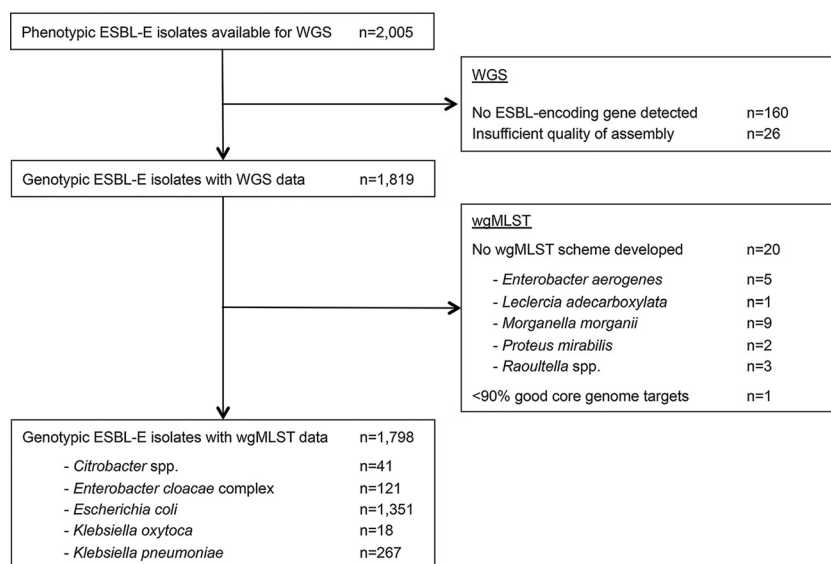 Phenotypic ESBL-E isolates available for WGS n=2,005
WGS
No ESBL-encoding gene detected n=160
Insufficient quality of assembly n=26
Genotypic ESBL-E isolates with WGS data n=1,819
wgMLST
No wgMLST scheme developed n=20
- Enterobacter aerogenes n=5
- Leclercia adecarboxylata n=1
- Morganella morganii n=9
- Proteus mirabilis n=2
- Raoultella spp. n=3
<90% good core genome targets n=1
Genotypic ESBL-E isolates with wgMLST data n=1,798
- Citrobacter spp. n=41
- Enterobacter cloacae complex n=121
- Escherichia coli n=1,351
- Klebsiella oxytoca n=18
- Klebsiella pneumoniae n=267